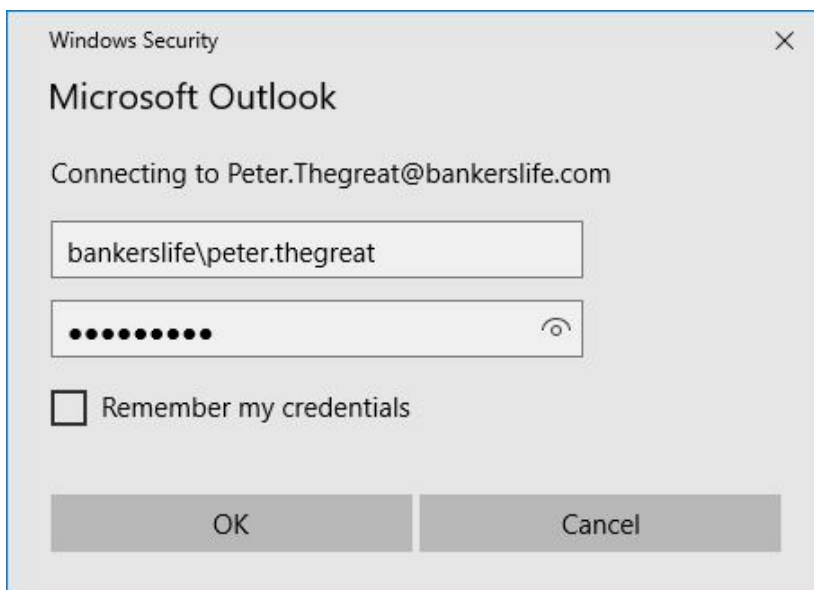 Windows Security
Microsoft Outlook
Connecting to Peter.Thegreat@bankerslife.com
bankerslife\peter.thegreat
●●●●●●●●●
Remember my credentials
OK
Cancel